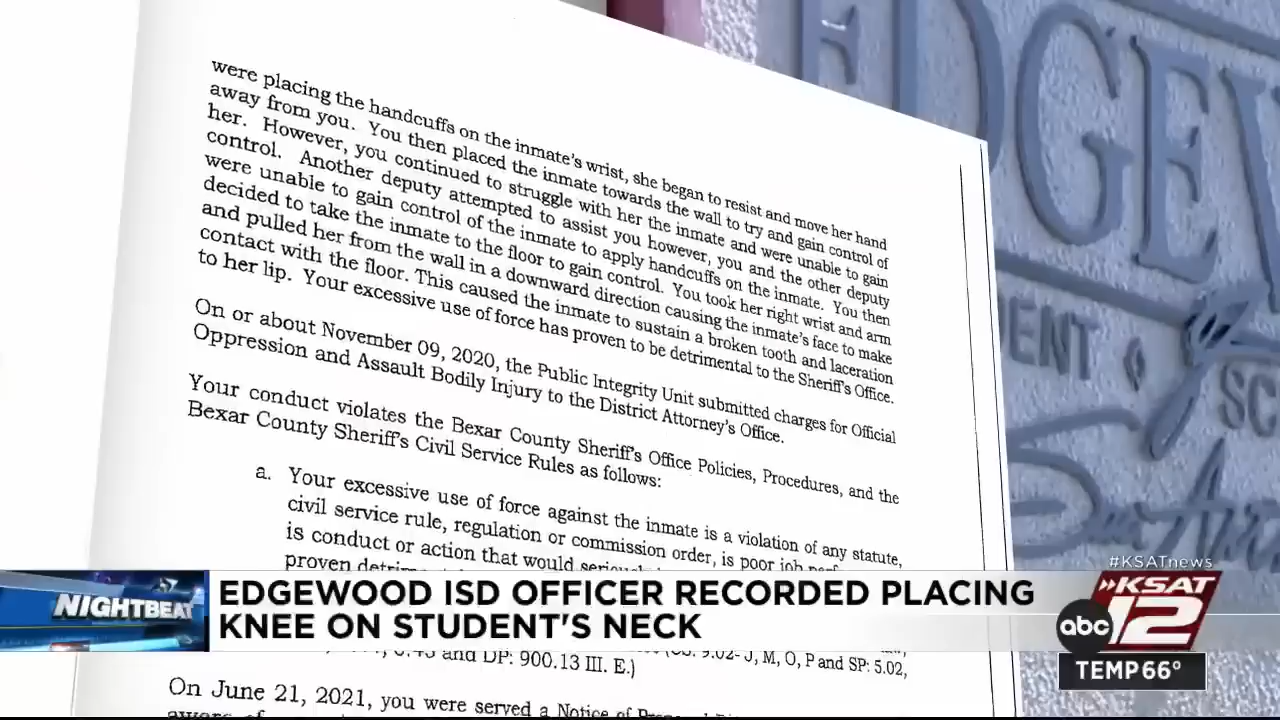 were placing the handcuffs on the inmate's wrist, she began to resist and move her hand
away from you. You then placed the inmate towards the wall to try and gain control of
her. However, you continued to struggle with her the inmate and were unable to gain
control. Another deputy attempted to assist you however, you and the other deputy
were unable to gain control of the inmate to apply handcuffs on the inmate. You then
decided to take the inmate to the floor to gain control. You took her right wrist and arm
and pulled her from the wall in a downward direction causing the inmate's face to make
contact with the floor. This caused the inmate to sustain a broken tooth and laceration
to her lip. Your excessive use of force has proven to be detrimental to the Sheriff's Office.
On or about November 09, 2020, the Public Integrity Unit submitted charges for Official
Oppression and Assault Bodily Injury to the District Attorney's Office.
Your conduct violates the Bexar County Sheriff's Office Policies, Procedures, and the
Bexar County Sheriff's Civil Service Rules as follows:
a. Your excessive use of force against the inmate is a violation of any statute,
civil service rule, regulation or commission order, is poor job
is conduct or action that would
proven
9.02- J, M, O, P and SP: 5.02,
and DP: 900.13 III. E.)
On June 21, 2021, you were served a Notice of
EDGEW
ENT &
SC
#KSATnews
NIGHTBEAT
EDGEWOOD ISD OFFICER RECORDED PLACING
KNEE ON STUDENT'S NECK
abc
KSAT
12
TEMP 66°